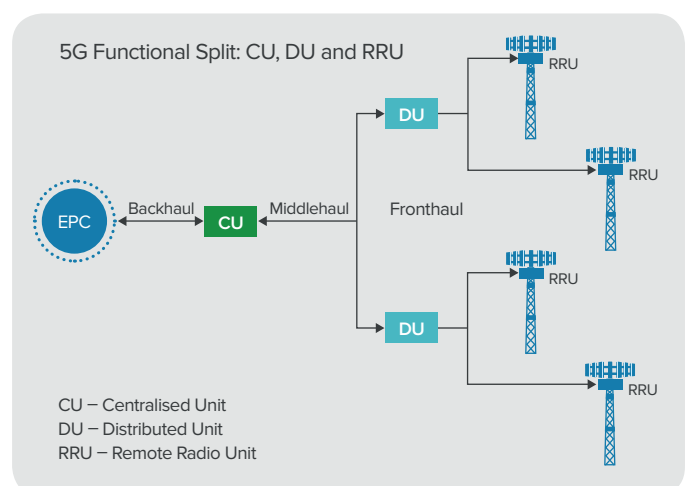 5G Functional Split: CU, DU and RRU
RRU
DU
RRU
EPC
Backhaul
CU
Middlehaul
Fronthaul
RRU
DU
RRU
CU – Centralised Unit
DU – Distributed Unit
RRU – Remote Radio Unit